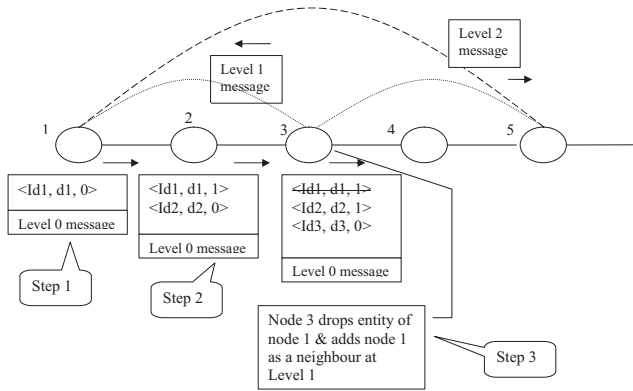 Level 2
message
Level 1
message
1
2
3
4
5
<Id1, d1, 0>
Level 0 message
<Id1, d1, 1>
<Id2, d2, 0>
Level 0 message
<Id1, d1, 1>
<Id2, d2, 1>
<Id3, d3, 0>
Level 0 message
Step 1
Step 2
Node 3 drops entity of
node 1 & adds node 1
as a neighbour at
Level 1
Step 3